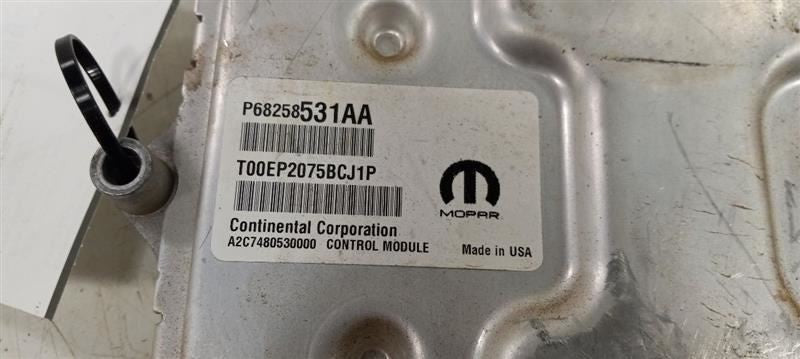 P68258531AA
T00EP2075BCJ1P
MOPAR
Continental Corporation
A2C7480530000 CONTROL MODULE
Made in USA